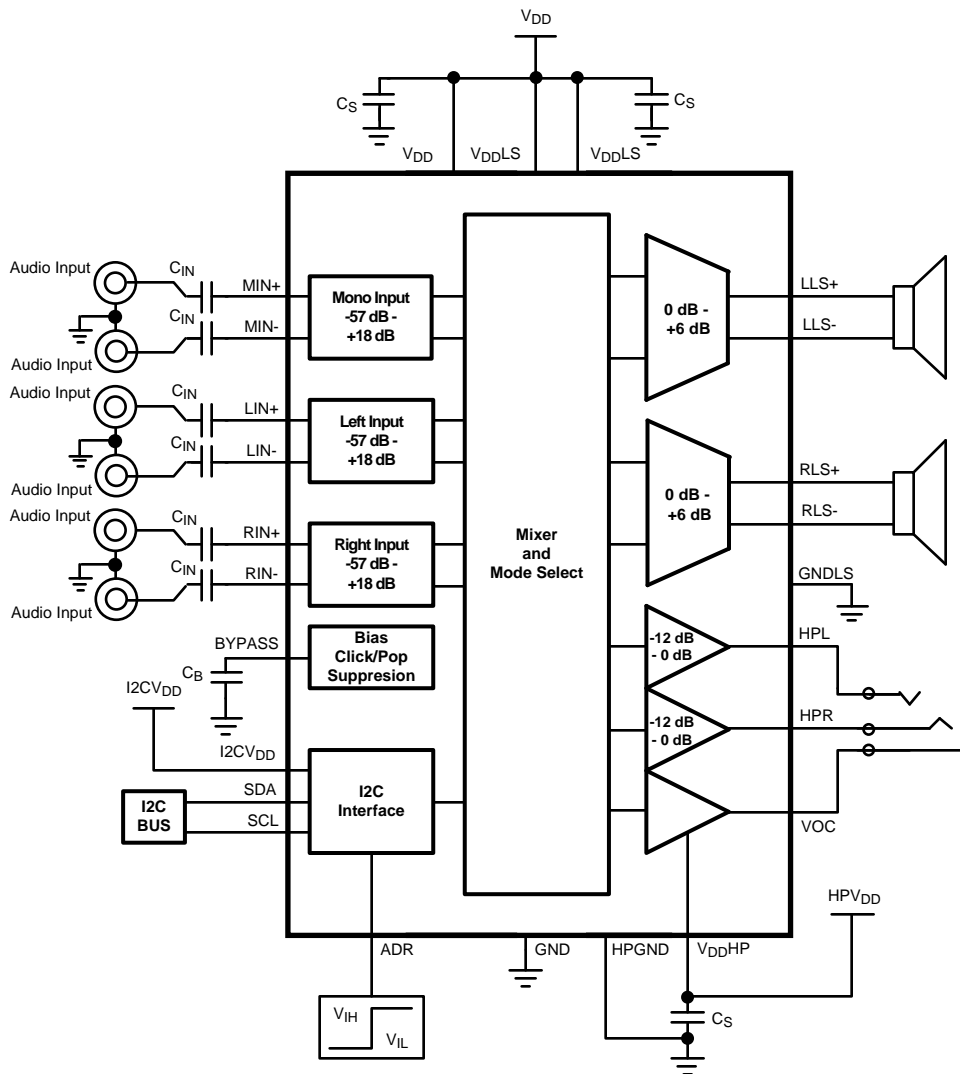 VDD
CS
CS
VDD
VDDLS
VDDLS
Audio Input
CIN
MIN+
CIN
MIN-
Audio Input
Mono Input
-57 dB -
+18 dB
Audio Input
CIN
LIN+
CIN
LIN-
Audio Input
Left Input
-57 dB -
+18 dB
Audio Input
CIN
RIN+
CIN
RIN-
Audio Input
Right Input
-57 dB -
+18 dB
BYPASS
CB
Bias
Click/Pop
Suppresion
I2CVDD
I2CVDD
SDA
SCL
I2C
BUS
I2C
Interface
Mixer
and
Mode Select
0 dB -
+6 dB
LLS+
LLS-
0 dB -
+6 dB
RLS+
RLS-
GNDLS
-12 dB
- 0 dB
HPL
-12 dB
- 0 dB
HPR
VOC
HPVDD
ADR
GND
HPGND
VDDHP
CS
VIH
VIL